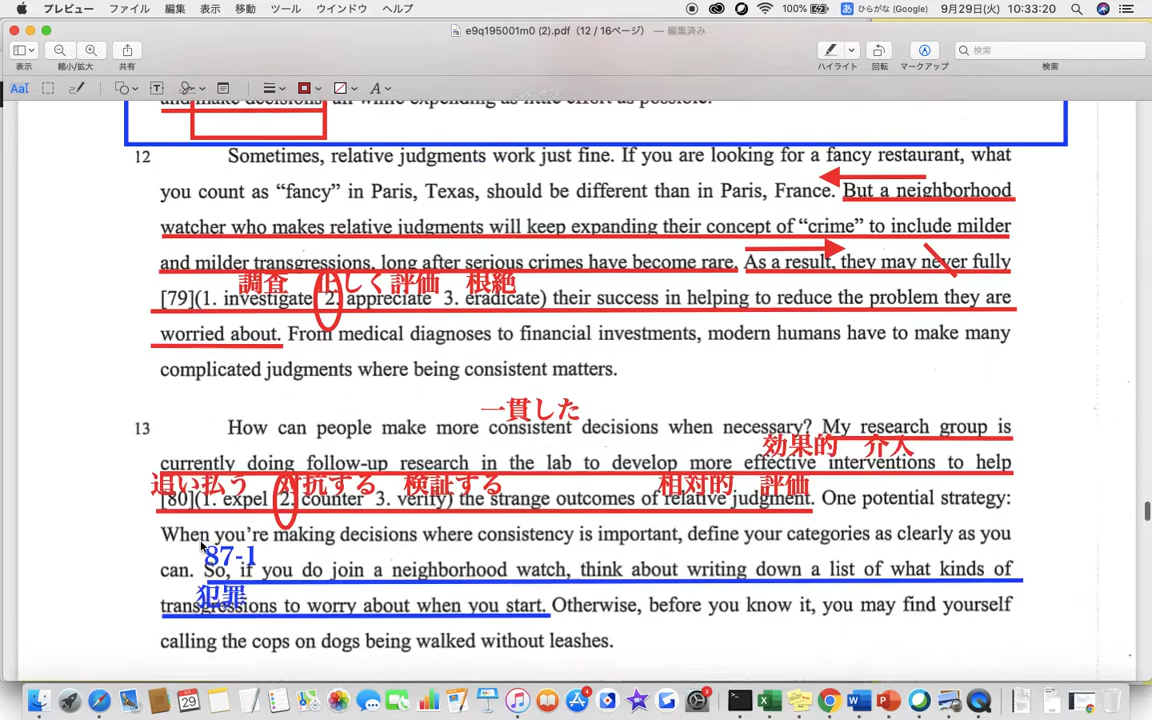 プレビュー ファイル 編集 表示 移動 ツール ウインドウ ヘルプ 100% あ ひらがな (Google) 9月29日(火) 10:33:20
e9q195001m0 (2).pdf（12 / 16ページ） — 編集済み
検索
表示 縮小/拡大 共有 ハイライト 回転 マークアップ 検索
and make decisions all while expending as little effort as possible.
12 Sometimes, relative judgments work just fine. If you are looking for a fancy restaurant, what
you count as “fancy” in Paris, Texas, should be different than in Paris, France. But a neighborhood
watcher who makes relative judgments will keep expanding their concept of “crime” to include milder
and milder transgressions, long after serious crimes have become rare. As a result, they may never fully
調査 正しく評価 根絶
[79](1. investigate 2. appreciate 3. eradicate) their success in helping to reduce the problem they are
worried about. From medical diagnoses to financial investments, modern humans have to make many
complicated judgments where being consistent matters.
一貫した
13 How can people make more consistent decisions when necessary? My research group is
効果的 介入
currently doing follow-up research in the lab to develop more effective interventions to help
追い払う 対抗する 検証する 相対的 評価
[80](1. expel 2. counter 3. verify) the strange outcomes of relative judgment. One potential strategy:
When you’re making decisions where consistency is important, define your categories as clearly as you
87-1
can. So, if you do join a neighborhood watch, think about writing down a list of what kinds of
犯罪
transgressions to worry about when you start. Otherwise, before you know it, you may find yourself
calling the cops on dogs being walked without leashes.